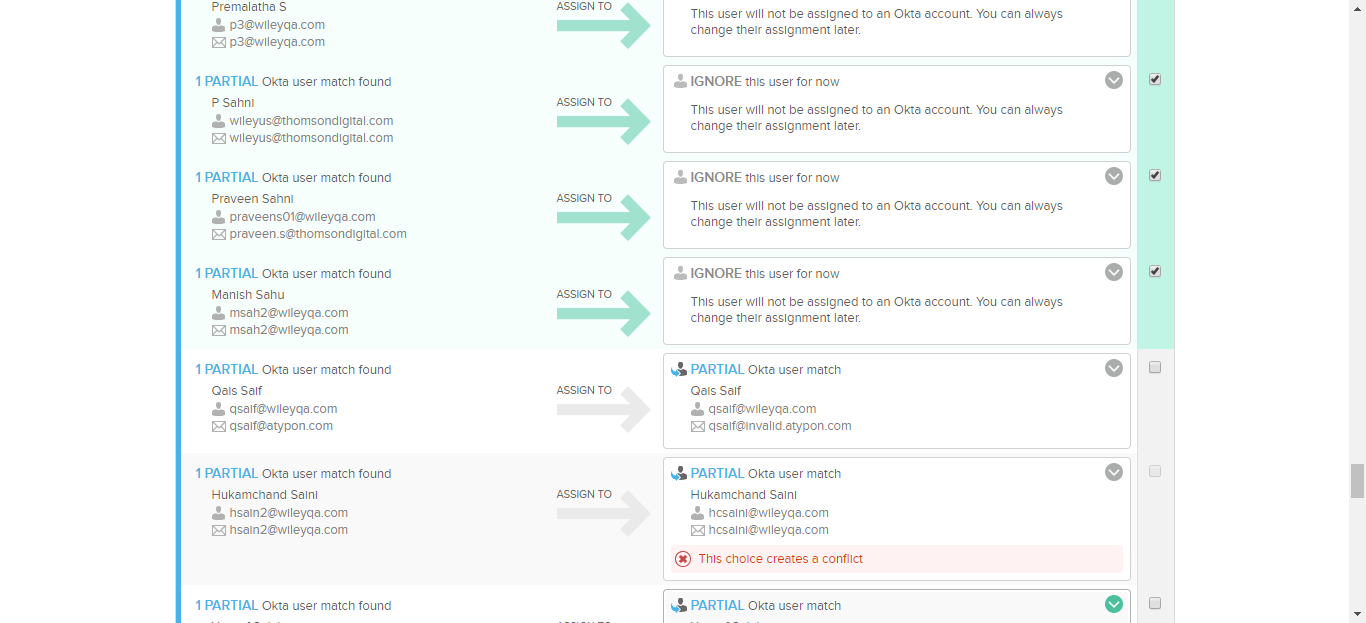 Premalatha S
p3@wileyqa.com
p3@wileyqa.com
ASSIGN TO
This user will not be assigned to an Okta account. You can always
change their assignment later.
1 PARTIAL Okta user match found
P Sahni
wileyus@thomsondigital.com
wileyus@thomsondigital.com
ASSIGN TO
IGNORE this user for now
This user will not be assigned to an Okta account. You can always
change their assignment later.
1 PARTIAL Okta user match found
Praveen Sahni
praveens01@wileyqa.com
praveen.s@thomsondigital.com
ASSIGN TO
IGNORE this user for now
This user will not be assigned to an Okta account. You can always
change their assignment later.
1 PARTIAL Okta user match found
Manish Sahu
msah2@wileyqa.com
msah2@wileyqa.com
ASSIGN TO
IGNORE this user for now
This user will not be assigned to an Okta account. You can always
change their assignment later.
1 PARTIAL Okta user match found
Qais Saif
qsaif@wileyqa.com
qsaif@atypon.com
ASSIGN TO
PARTIAL Okta user match
Qais Saif
qsaif@wileyqa.com
qsaif@invalid.atypon.com
1 PARTIAL Okta user match found
Hukamchand Saini
hsain2@wileyqa.com
hsain2@wileyqa.com
ASSIGN TO
PARTIAL Okta user match
Hukamchand Saini
hcsaini@wileyqa.com
hcsaini@wileyqa.com
This choice creates a conflict
1 PARTIAL Okta user match found
PARTIAL Okta user match